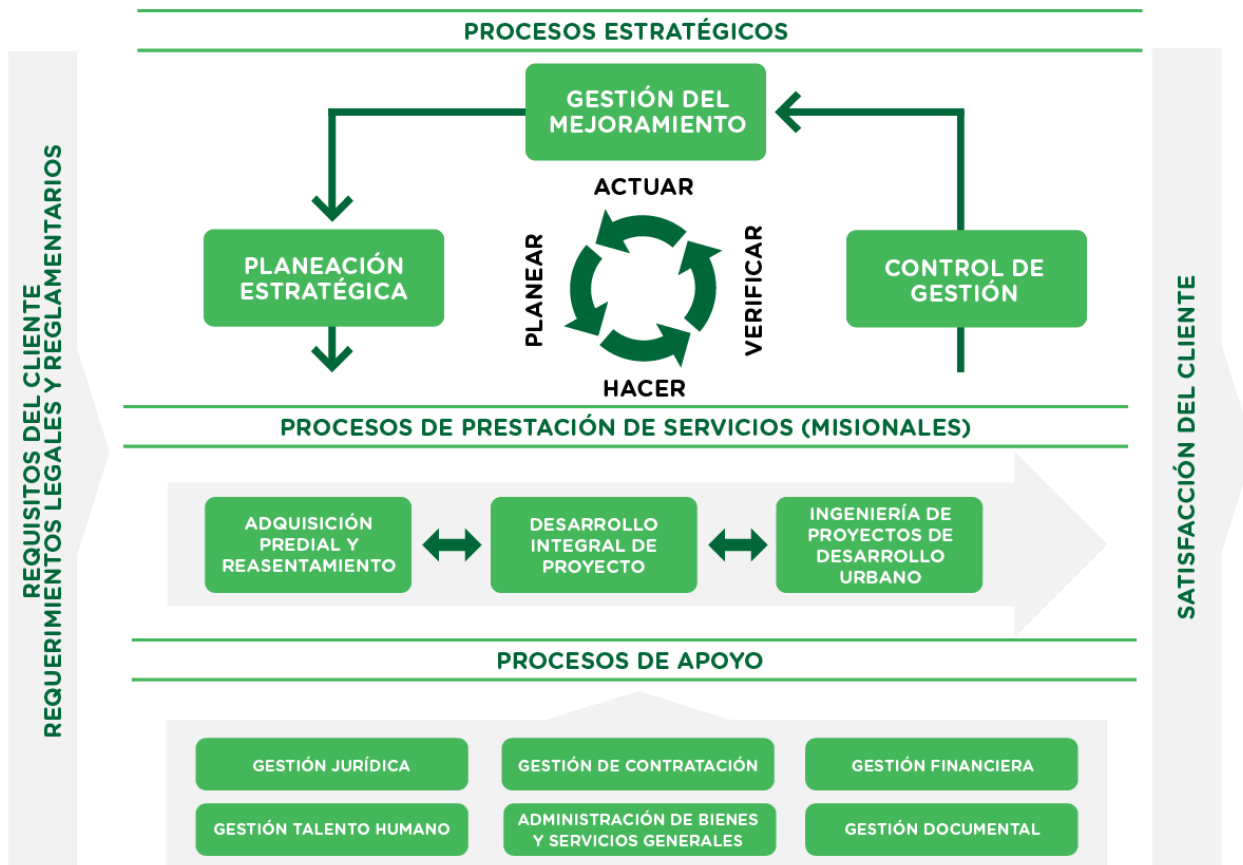 PROCESOS ESTRATÉGICOS
REQUISITOS DEL CLIENTE
REQUERIMIENTOS LEGALES Y REGLAMENTARIOS
GESTIÓN DEL
MEJORAMIENTO
ACTUAR
PLANEAR
VERIFICAR
HACER
PLANEACIÓN
ESTRATÉGICA
CONTROL DE
GESTIÓN
PROCESOS DE PRESTACIÓN DE SERVICIOS (MISIONALES)
ADQUISICIÓN
PREDIAL Y
REASENTAMIENTO
DESARROLLO
INTEGRAL DE
PROYECTO
INGENIERÍA DE
PROYECTOS DE
DESARROLLO
URBANO
SATISFACCIÓN DEL CLIENTE
PROCESOS DE APOYO
GESTIÓN JURÍDICA
GESTIÓN DE CONTRATACIÓN
GESTIÓN FINANCIERA
GESTIÓN TALENTO HUMANO
ADMINISTRACIÓN DE BIENES
Y SERVICIOS GENERALES
GESTIÓN DOCUMENTAL